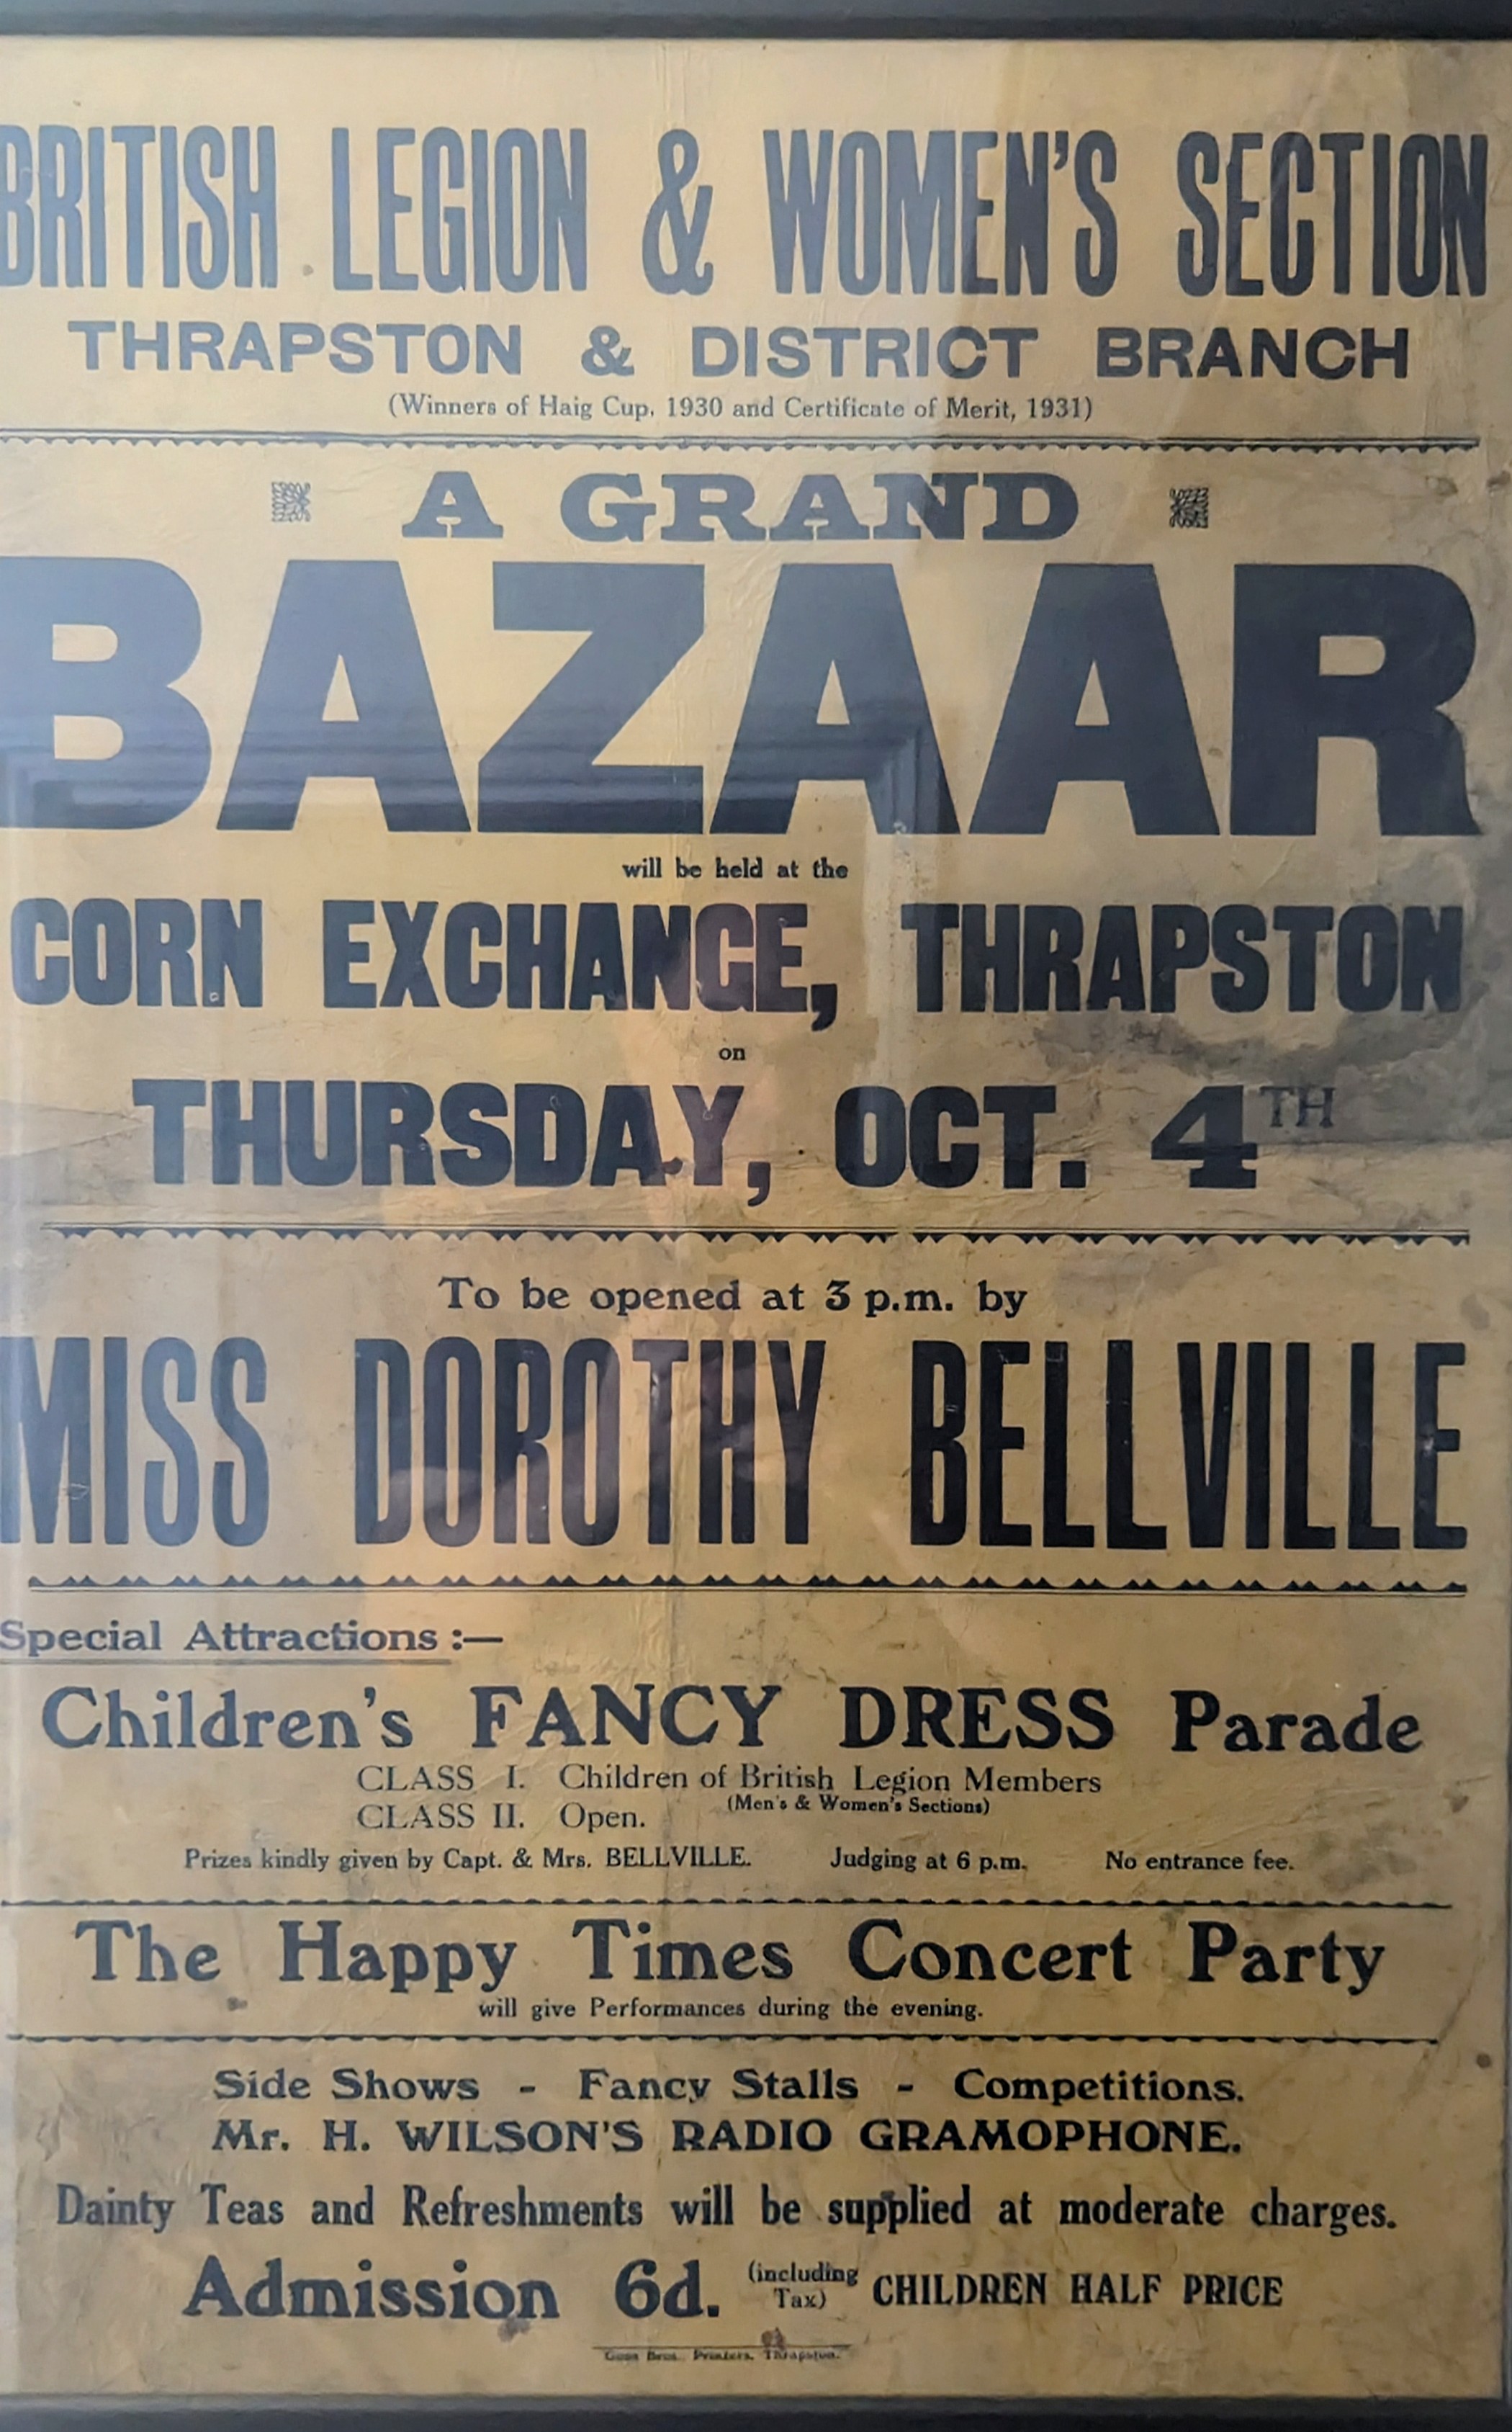 BRITISH LEGION & WOMEN'S SECTION
THRAPSTON & DISTRICT BRANCH
(Winners of Haig Cup, 1930 and Certificate of Merit, 1931)
A GRAND
BAZAAR
will be held at the
CORN EXCHANGE, THRAPSTON
on
THURSDAY, OCT. 4TH
To be opened at 3 p.m. by
MISS DOROTHY BELLVILLE
Special Attractions :—
Children's FANCY DRESS Parade
CLASS I. Children of British Legion Members
(Men's & Women's Sections)
CLASS II. Open.
Prizes kindly given by Capt. & Mrs. BELLVILLE. Judging at 6 p.m. No entrance fee.
The Happy Times Concert Party
will give Performances during the evening.
Side Shows - Fancy Stalls - Competitions.
Mr. H. WILSON'S RADIO GRAMOPHONE.
Dainty Teas and Refreshments will be supplied at moderate charges.
Admission 6d. (including Tax) CHILDREN HALF PRICE
Bros. Printers, Thrapston.